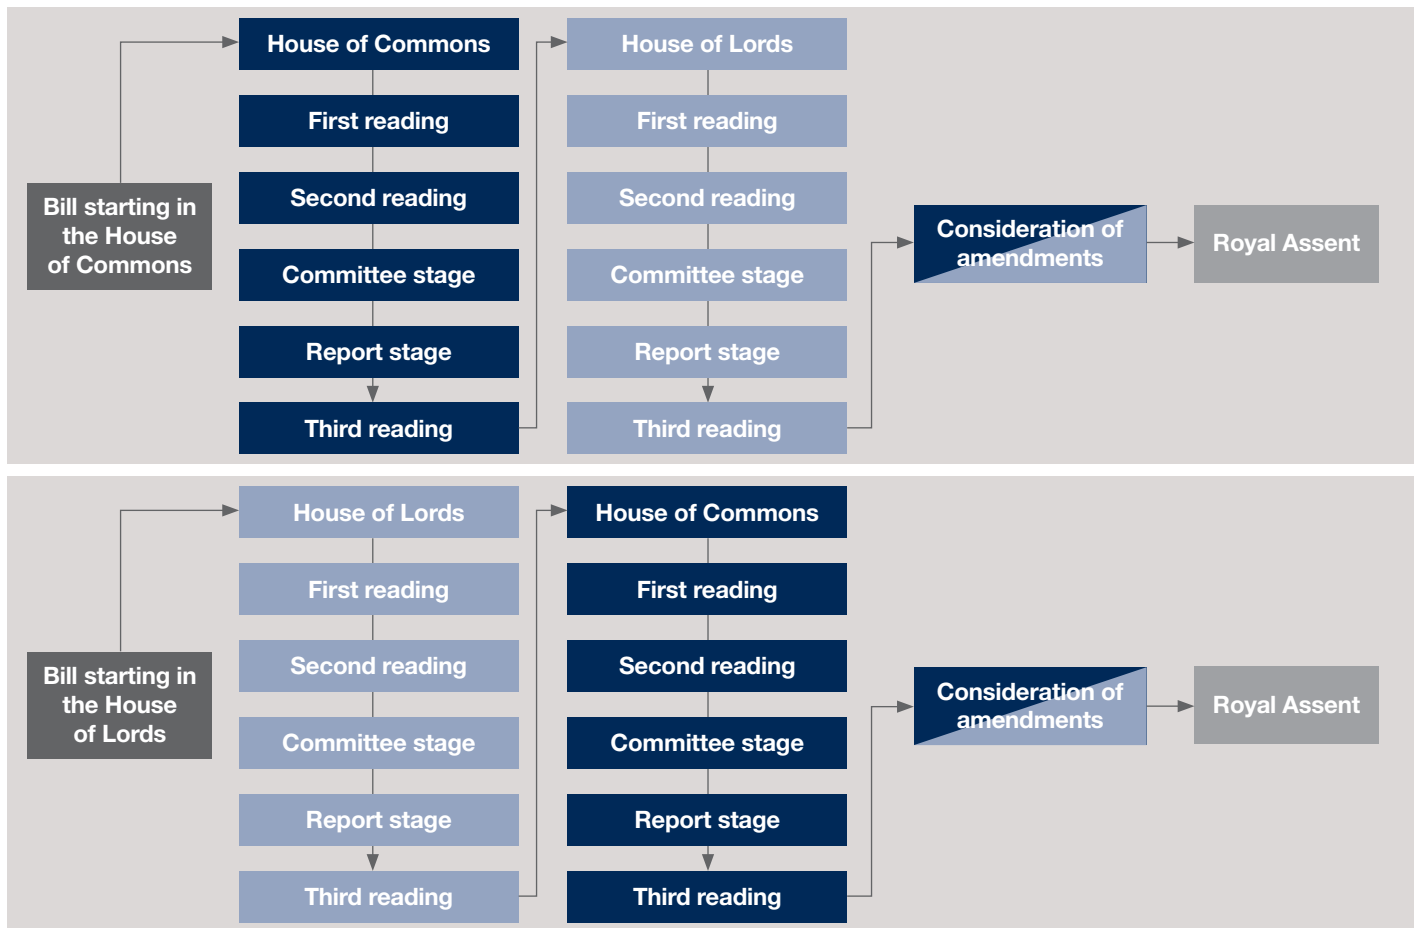 Bill starting in
the House
of Commons
House of Commons
First reading
Second reading
Committee stage
Report stage
Third reading
House of Lords
First reading
Second reading
Committee stage
Report stage
Third reading
Consideration of
amendments
Royal Assent
Bill starting in
the House
of Lords
House of Lords
First reading
Second reading
Committee stage
Report stage
Third reading
House of Commons
First reading
Second reading
Committee stage
Report stage
Third reading
Consideration of
amendments
Royal Assent